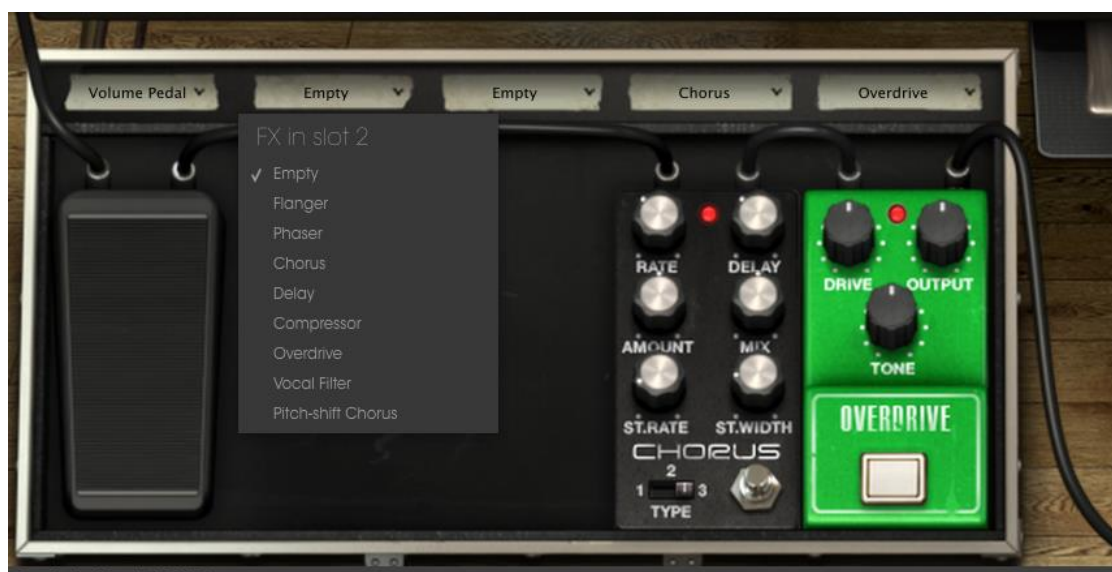 Volume Pedal
Empty
Empty
Chorus
Overdrive
FX in slot 2
Empty
Flanger
Phaser
Chorus
Delay
Compressor
Overdrive
Vocal Filter
Pitch-shift Chorus
RATE DELAY
AMOUNT MIX
ST.RATE ST.WIDTH
CHORUS
2
1 3
TYPE
DRIVE OUTPUT
TONE
OVERDRIVE